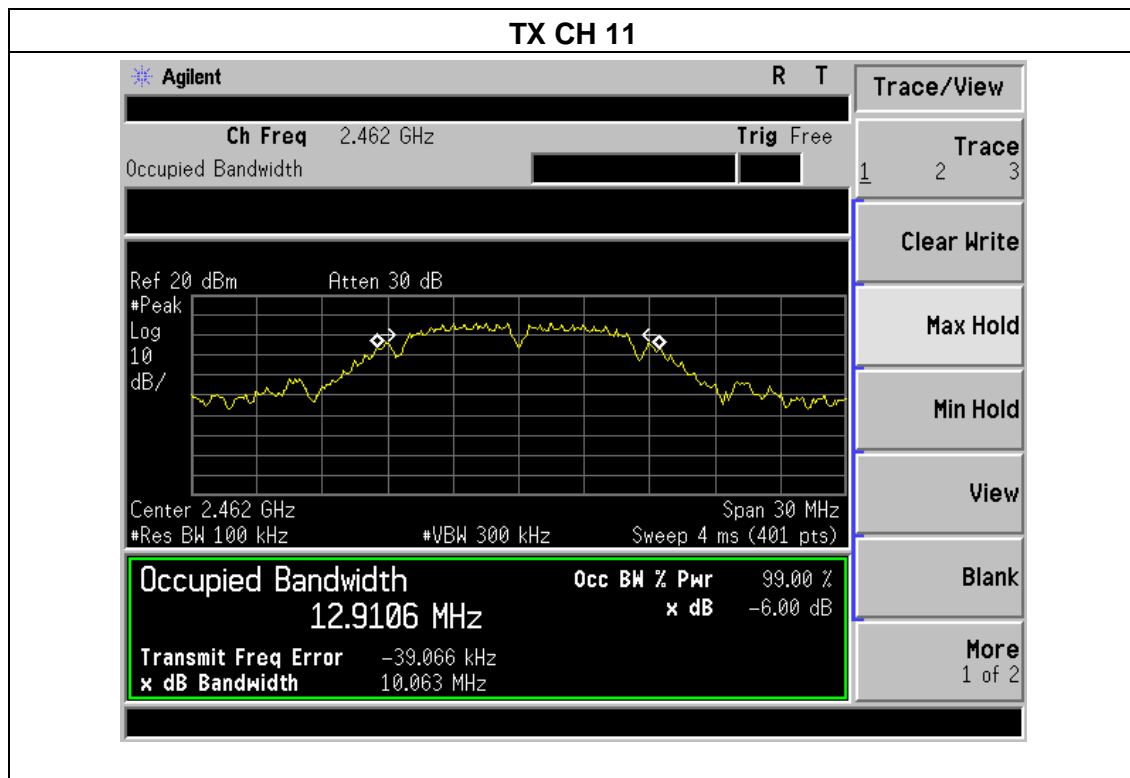 TX CH 11
Agilent R T
Ch Freq 2.462 GHz Trig Free
Occupied Bandwidth
Ref 20 dBm Atten 30 dB
#Peak
Log
10
dB/
Center 2.462 GHz Span 30 MHz
#Res BW 100 kHz #VBW 300 kHz Sweep 4 ms (401 pts)
Occupied Bandwidth Occ BW % Pwr 99.00 %
12.9106 MHz x dB -6.00 dB
Transmit Freq Error -39.066 kHz
x dB Bandwidth 10.063 MHz
Trace/View
Trace
1 2 3
Clear Write
Max Hold
Min Hold
View
Blank
More
1 of 2